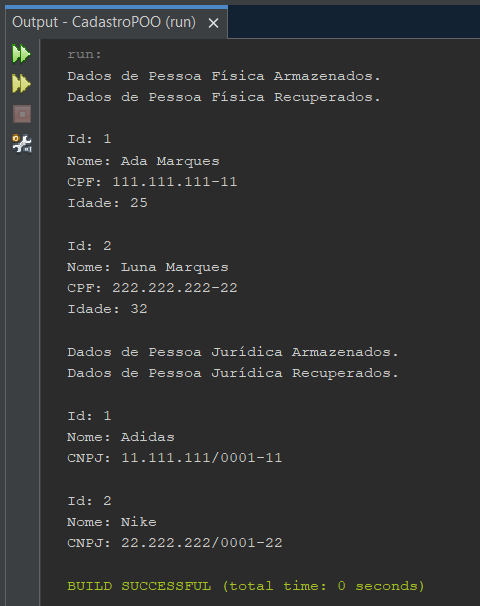 Output - CadastroPOO (run) ×
run:
Dados de Pessoa Física Armazenados.
Dados de Pessoa Física Recuperados.
Id: 1
Nome: Ada Marques
CPF: 111.111.111-11
Idade: 25
Id: 2
Nome: Luna Marques
CPF: 222.222.222-22
Idade: 32
Dados de Pessoa Jurídica Armazenados.
Dados de Pessoa Jurídica Recuperados.
Id: 1
Nome: Adidas
CNPJ: 11.111.111/0001-11
Id: 2
Nome: Nike
CNPJ: 22.222.222/0001-22
BUILD SUCCESSFUL (total time: 0 seconds)